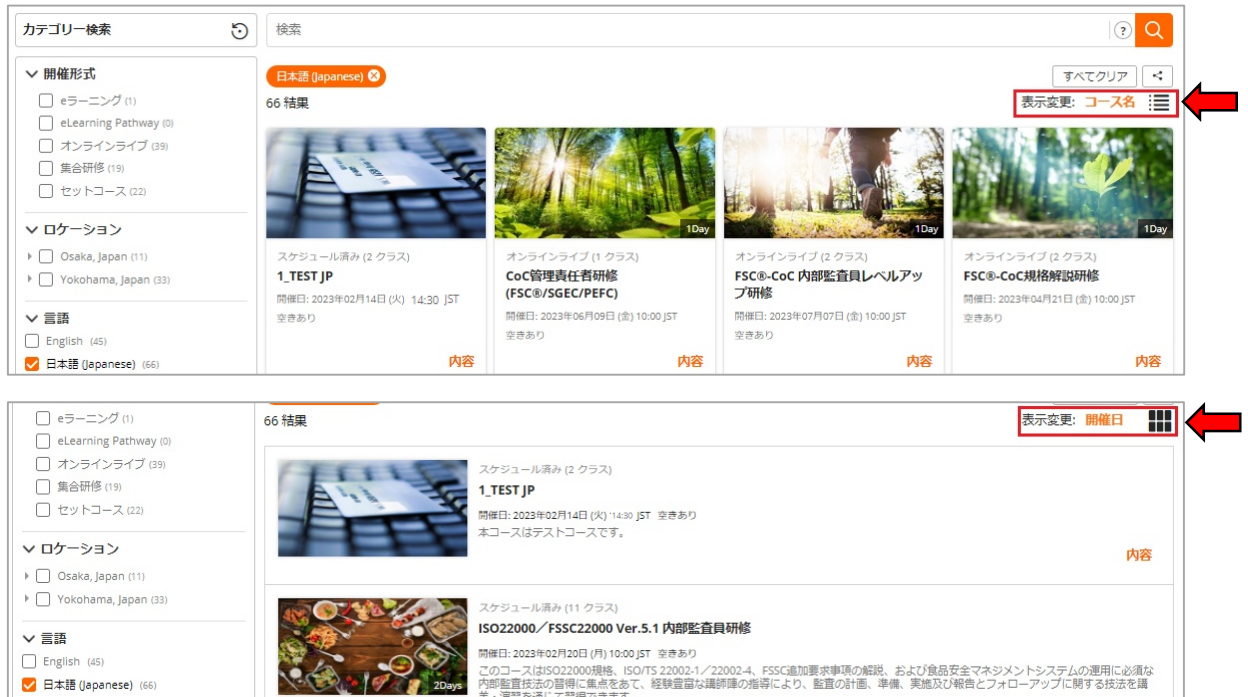 カテゴリー検索
検索
?
開催形式
eラーニング (1)
eLearning Pathway (0)
オンラインライブ (39)
集合研修 (19)
セットコース (22)
ロケーション
Osaka, Japan (11)
Yokohama, Japan (33)
言語
English (45)
日本語 (Japanese) (66)
日本語 (Japanese)
すべてクリア
66 結果
表示変更: コース名
スケジュール済み (2 クラス)
1_TEST JP
開催日: 2023年02月14日 (火) 14:30 JST
空きあり
内容
1Day
オンラインライブ (1 クラス)
CoC管理責任者研修
(FSC®/SGEC/PEFC)
開催日: 2023年06月09日 (金) 10:00 JST
空きあり
内容
1Day
オンラインライブ (2 クラス)
FSC®-CoC 内部監査員レベルアッ
プ研修
開催日: 2023年07月07日 (金) 10:00 JST
空きあり
内容
1Day
オンラインライブ (2 クラス)
FSC®-CoC規格解説研修
開催日: 2023年04月21日 (金) 10:00 JST
空きあり
内容
eラーニング (1)
eLearning Pathway (0)
オンラインライブ (39)
集合研修 (19)
セットコース (22)
ロケーション
Osaka, Japan (11)
Yokohama, Japan (33)
言語
English (45)
日本語 (Japanese) (66)
66 結果
表示変更: 開催日
スケジュール済み (2 クラス)
1_TEST JP
開催日: 2023年02月14日 (火) 14:30 JST 空きあり
本コースはテストコースです。
内容
2Days
スケジュール済み (11 クラス)
ISO22000／FSSC22000 Ver.5.1 内部監査員研修
開催日: 2023年02月20日 (月) 10:00 JST 空きあり
このコースはISO22000規格、ISO/TS 22002-1／22002-4、FSSC追加要求事項の解説、および食品安全マネジメントシステムの運用に必須な
内部監査技法の習得に焦点をあて、経験豊富な講師陣の指導により、監査の計画、準備、実施及び報告とフォローアップに関する技法を講
義・演習を通じて習得できます。